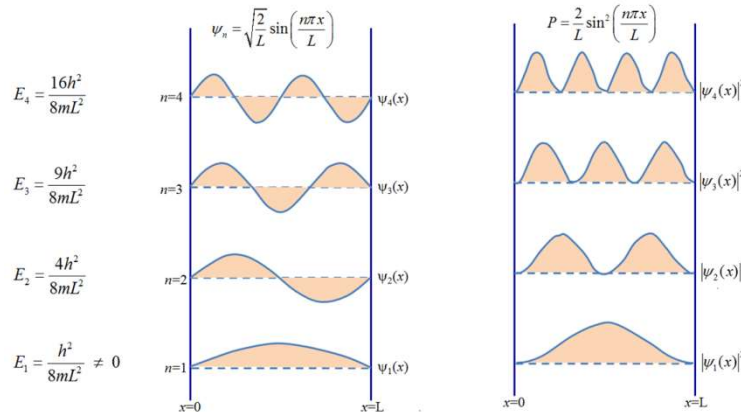 ψₙ = √(2/L) sin(nπx/L)
P = 2/L sin²(nπx/L)
E₄ = 16h²/8mL²
n=4
ψ₄(x)
|ψ₄(x)|²
E₃ = 9h²/8mL²
n=3
ψ₃(x)
|ψ₃(x)|²
E₂ = 4h²/8mL²
n=2
ψ₂(x)
|ψ₂(x)|
E₁ = h²/8mL² ≠ 0
n=1
ψ₁(x)
|ψ₁(x)|²
x=0
x=L
x=0
x=L